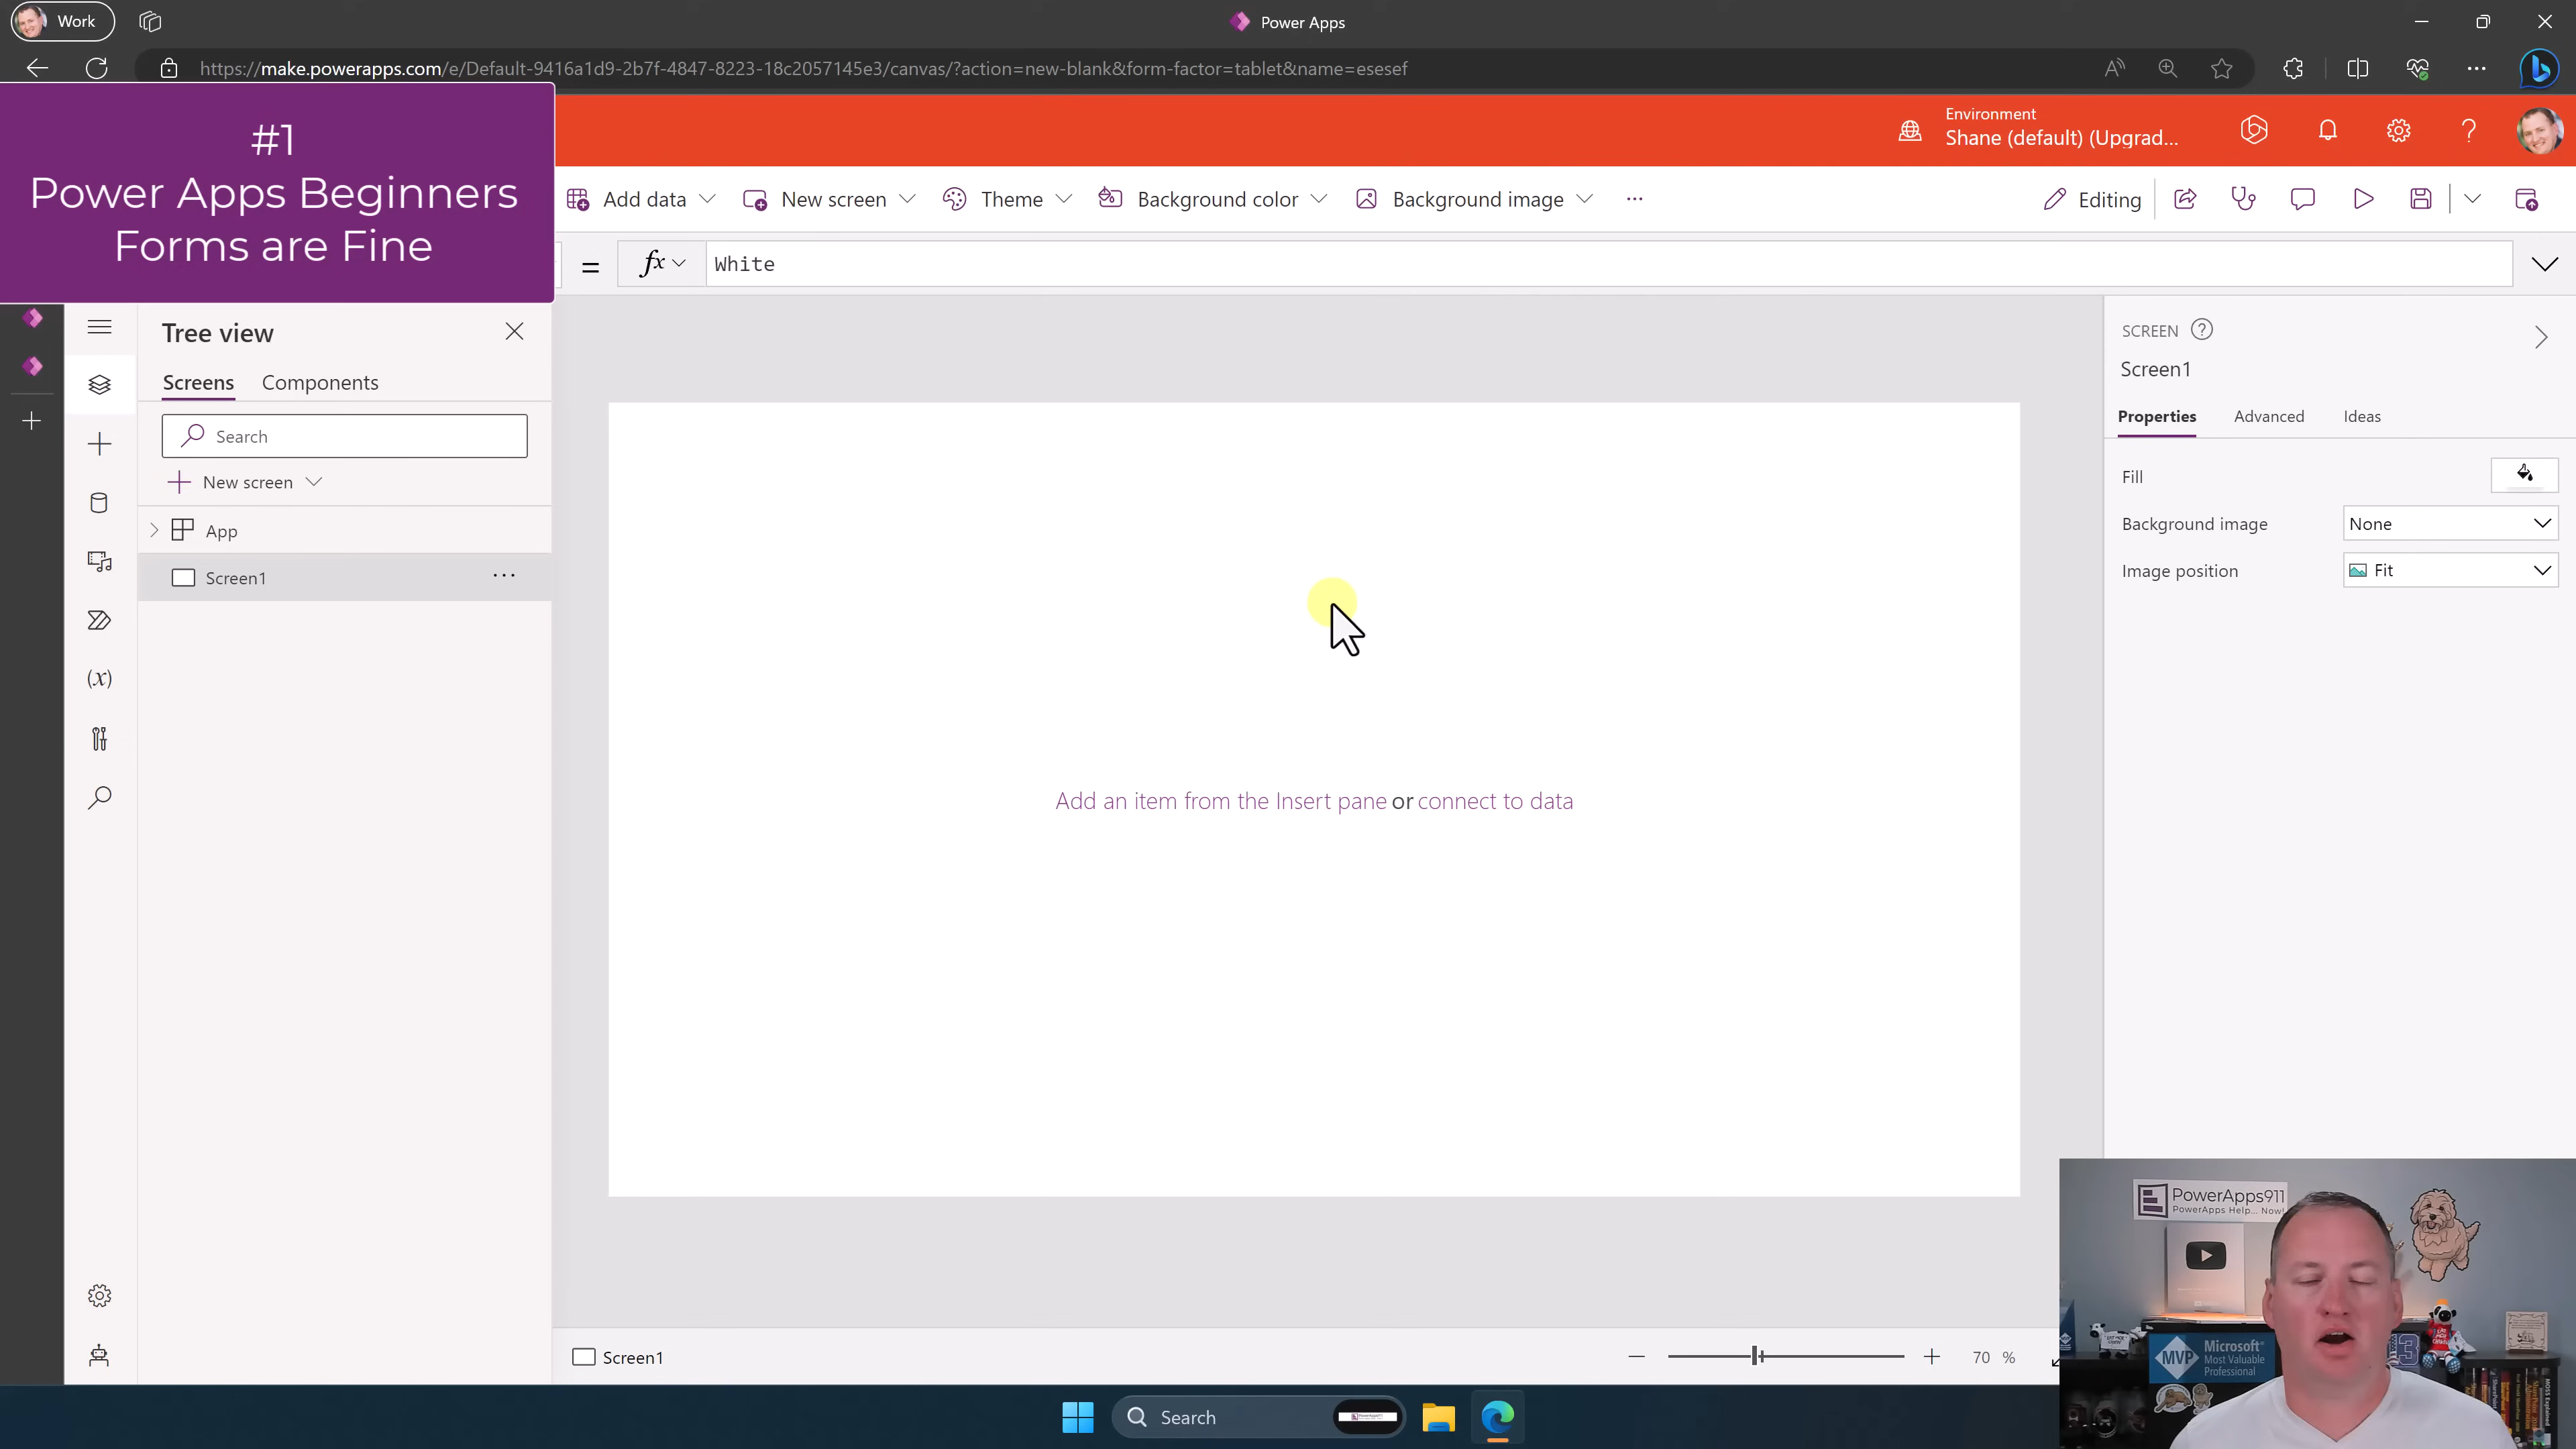 Work
Power Apps
https://make.powerapps.com/e/Default-9416a1d9-2b7f-4847-8223-18c2057145e3/canvas/?action=new-blank&form-factor=tablet&name=esesef
#1
Power Apps Beginners
Forms are Fine
Environment
Shane (default) (Upgrad...
Add data
New screen
Theme
Background color
Background image
...
Editing
=
fx
White
Tree view
Screens
Components
Search
New screen
App
Screen1
...
(x)
Add an item from the Insert pane or connect to data
SCREEN
Screen1
Properties
Advanced
Ideas
Fill
Background image
None
Image position
Fit
Screen1
70 %
PowerApps911
PowerApps Help... Now!
MVP
Microsoft
Most Valuable
Professional
3
Search